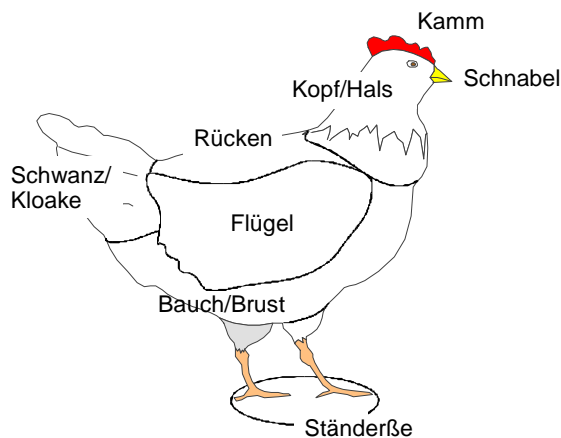 Kamm
Schnabel
Kopf/Hals
Rücken
Schwanz/
Kloake
Flügel
Bauch/Brust
Ständerße